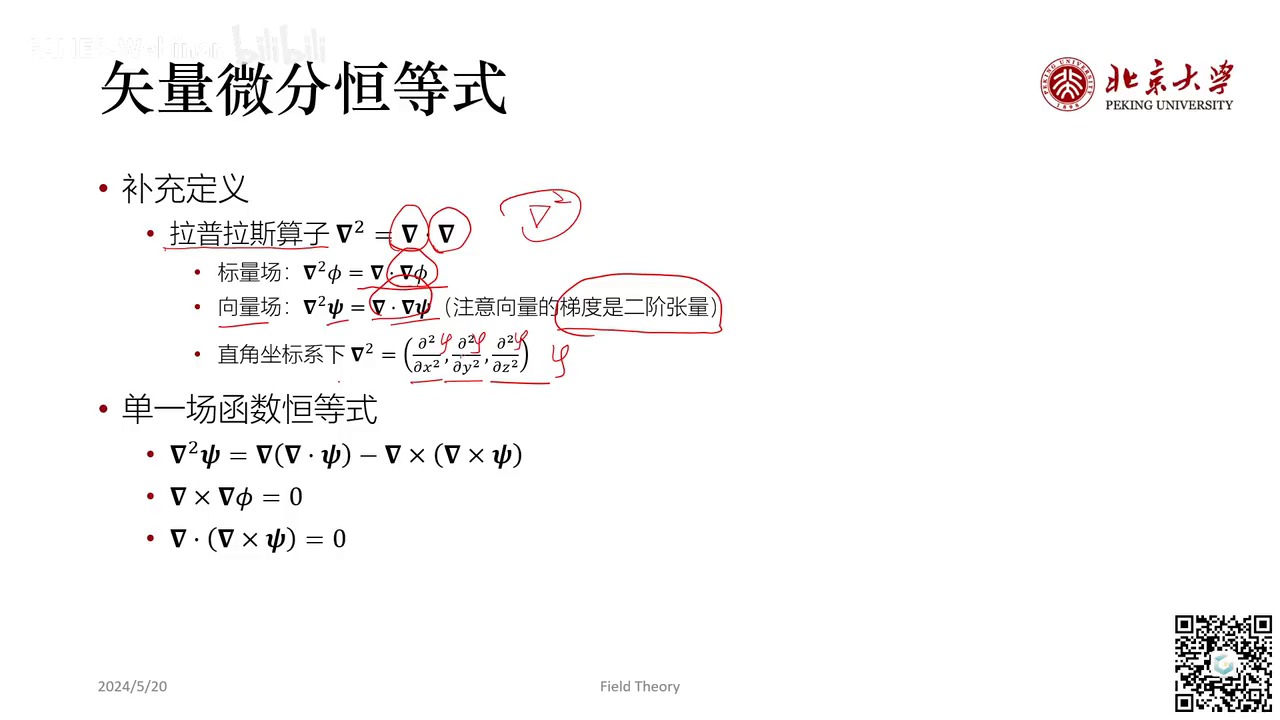 bilibili
矢量微分恒等式
北京大学
PEKING UNIVERSITY
• 补充定义
• 拉普拉斯算子 ∇² = ∇ · ∇
∇²
• 标量场：∇²ϕ = ∇ · ∇ϕ
• 向量场：∇²ψ = ∇ · ∇ψ（注意向量的梯度是二阶张量）
• 直角坐标系下 ∇² = (∂²/∂x² φ, ∂²/∂y² φ, ∂²/∂z² φ) φ
• 单一场函数恒等式
• ∇²ψ = ∇(∇ · ψ) − ∇ × (∇ × ψ)
• ∇ × ∇ϕ = 0
• ∇ · (∇ × ψ) = 0
2024/5/20
Field Theory